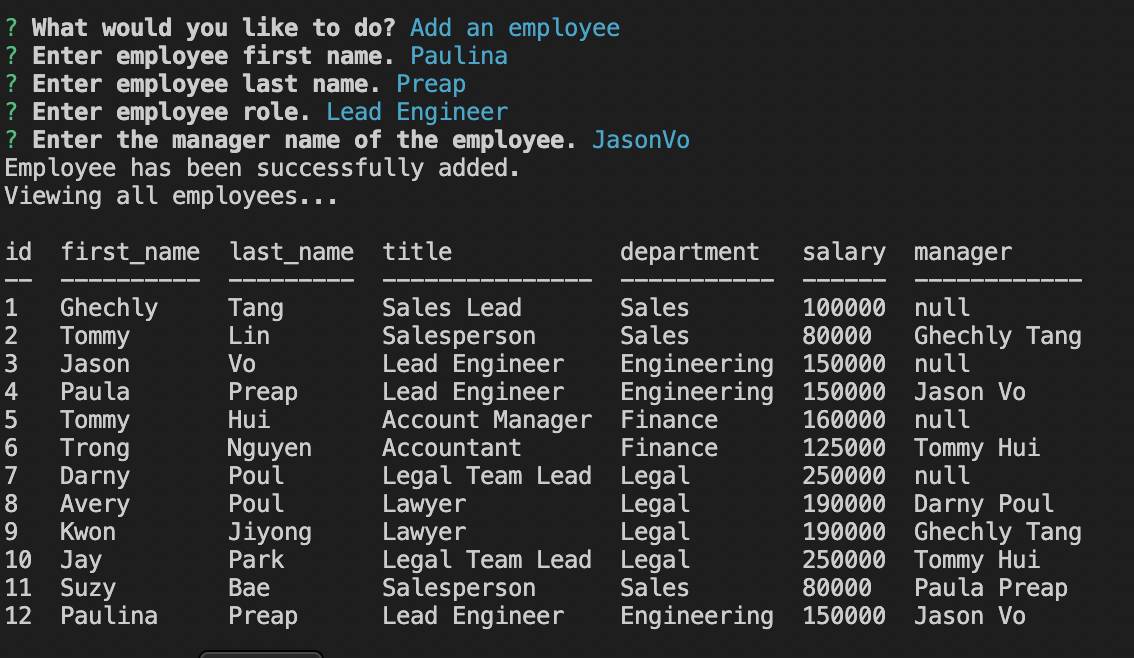 ? What would you like to do? Add an employee
? Enter employee first name. Paulina
? Enter employee last name. Preap
? Enter employee role. Lead Engineer
? Enter the manager name of the employee. JasonVo
Employee has been successfully added.
Viewing all employees...

id  first_name  last_name  title            department   salary  manager
--  ----------  ---------  ---------------  -----------  ------  ------------
1   Ghechly     Tang       Sales Lead       Sales        100000  null
2   Tommy       Lin        Salesperson      Sales        80000   Ghechly Tang
3   Jason       Vo         Lead Engineer    Engineering  150000  null
4   Paula       Preap      Lead Engineer    Engineering  150000  Jason Vo
5   Tommy       Hui        Account Manager  Finance      160000  null
6   Trong       Nguyen     Accountant       Finance      125000  Tommy Hui
7   Darny       Poul       Legal Team Lead  Legal        250000  null
8   Avery       Poul       Lawyer           Legal        190000  Darny Poul
9   Kwon        Jiyong     Lawyer           Legal        190000  Ghechly Tang
10  Jay         Park       Legal Team Lead  Legal        250000  Tommy Hui
11  Suzy        Bae        Salesperson      Sales        80000   Paula Preap
12  Paulina     Preap      Lead Engineer    Engineering  150000  Jason Vo